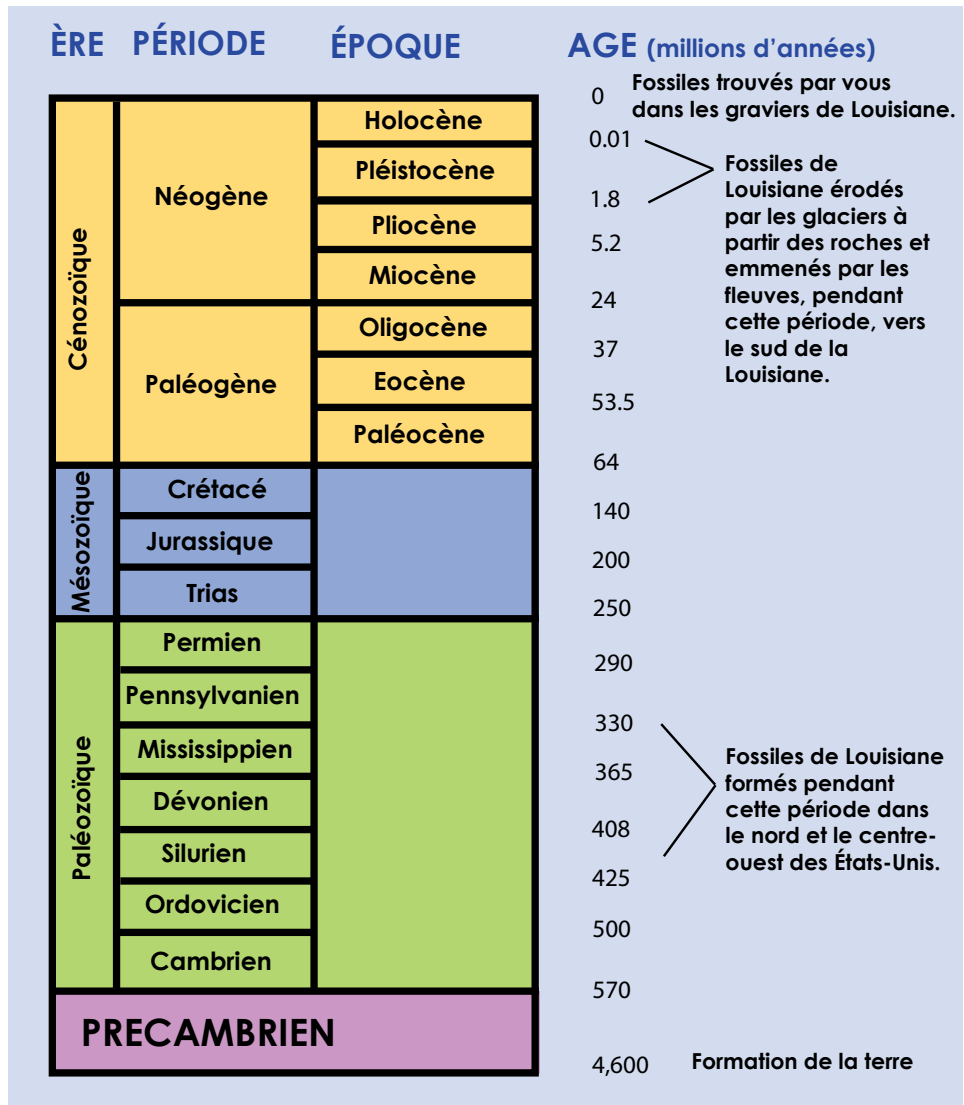 ÈRE PÉRIODE ÉPOQUE AGE (millions d’années)
0 Fossiles trouvés par vous
dans les graviers de Louisiane.
Cénozoïque
Néogène
Holocène
0.01
Pléistocène
1.8
Pliocène
5.2
Miocène
24
Fossiles de
Louisiane érodés
par les glaciers à
partir des roches et
emmenés par les
fleuves, pendant
cette période, vers
le sud de la
Louisiane.
Paléogène
Oligocène
37
Eocène
53.5
Paléocène
64
Mésozoïque
Crétacé
140
Jurassique
200
Trias
250
Paléozoïque
Permien
290
Pennsylvanien
330
Mississippien
365
Dévonien
408
Silurien
425
Ordovicien
500
Cambrien
570
Fossiles de Louisiane
formés pendant
cette période dans
le nord et le centre-
ouest des États-Unis.
PRECAMBRIEN
4,600 Formation de la terre